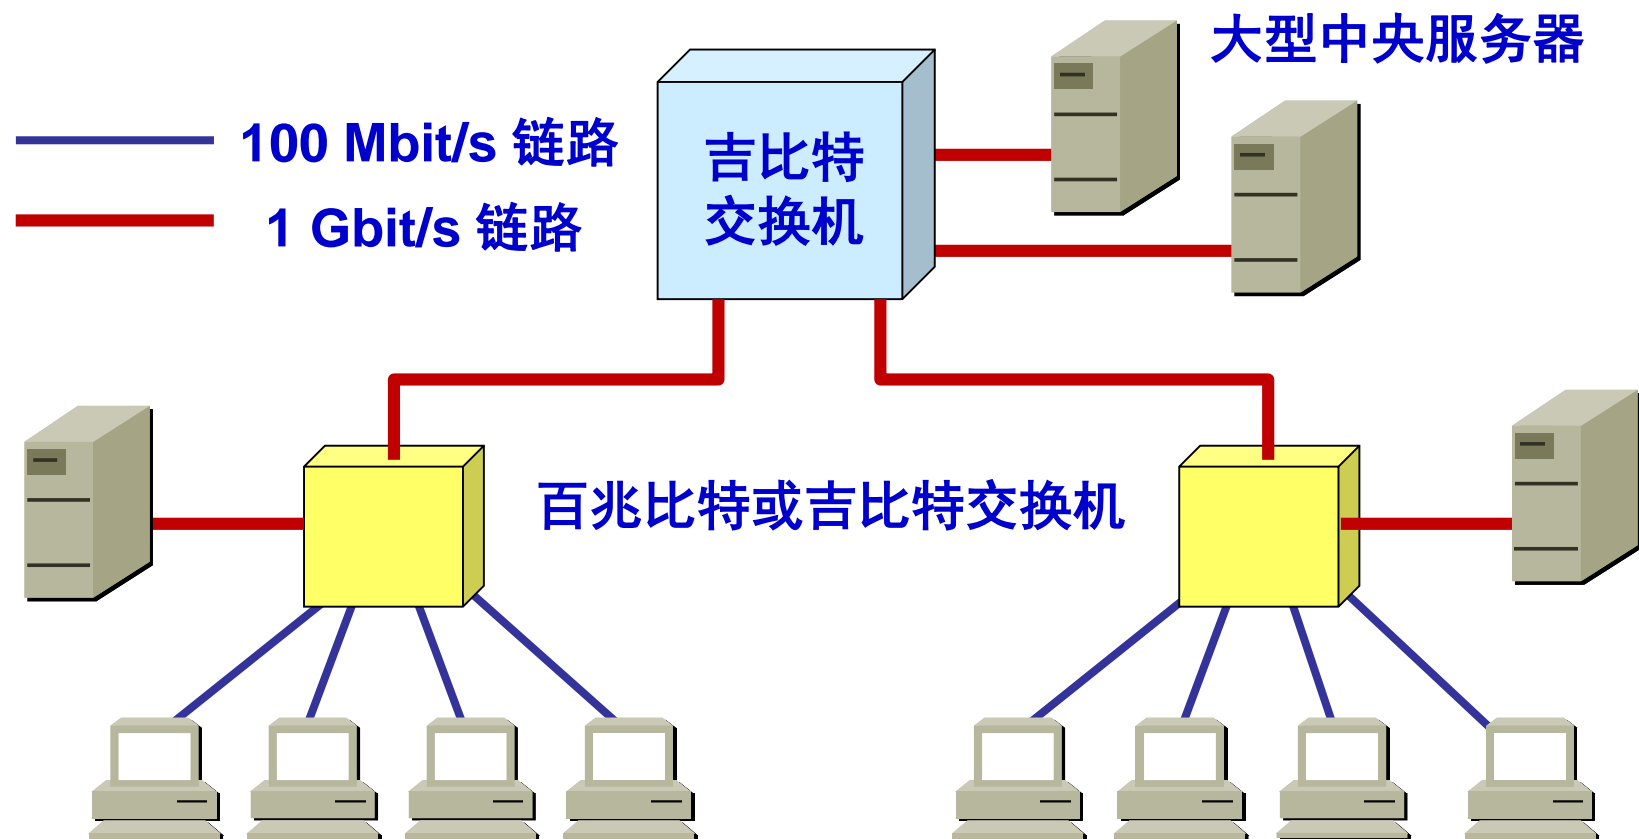 大型中央服务器
100 Mbit/s 链路
1 Gbit/s 链路
吉比特
交换机
百兆比特或吉比特交换机